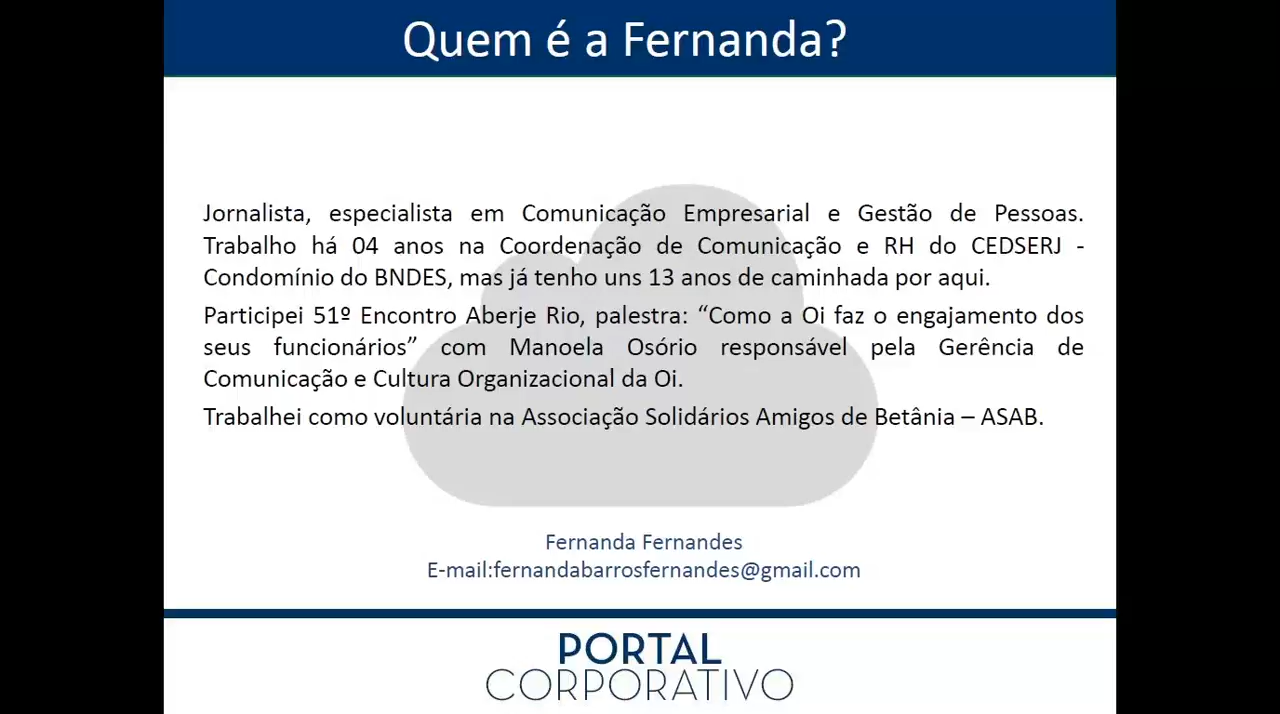 Quem é a Fernanda?
Jornalista, especialista em Comunicação Empresarial e Gestão de Pessoas.
Trabalho há 04 anos na Coordenação de Comunicação e RH do CEDSERJ -
Condomínio do BNDES, mas já tenho uns 13 anos de caminhada por aqui.
Participei 51º Encontro Aberje Rio, palestra: “Como a Oi faz o engajamento dos
seus funcionários” com Manoela Osório responsável pela Gerência de
Comunicação e Cultura Organizacional da Oi.
Trabalhei como voluntária na Associação Solidários Amigos de Betânia – ASAB.
Fernanda Fernandes
E-mail:fernandabarrosfernandes@gmail.com
PORTAL
CORPORATIVO